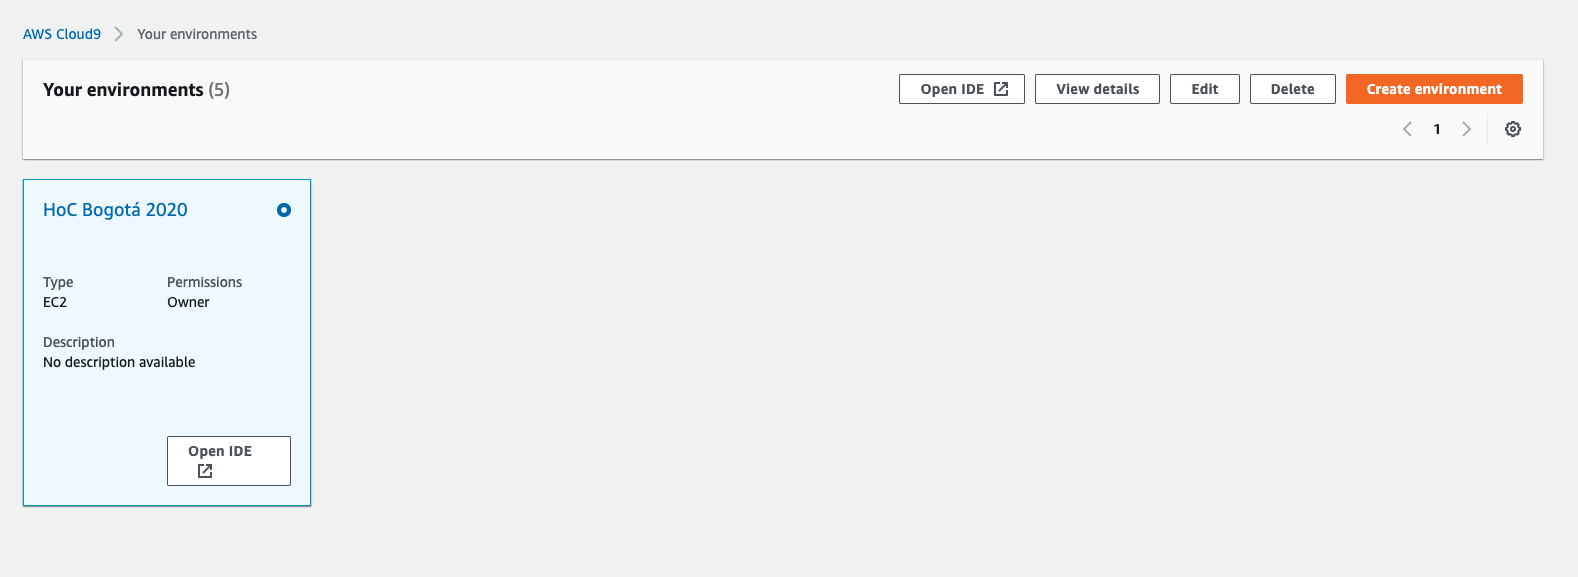 AWS Cloud9 Your environments
Your environments (5)
Open IDE View details Edit Delete Create environment
1
HoC Bogotá 2020
Type Permissions
EC2 Owner
Description
No description available
Open IDE